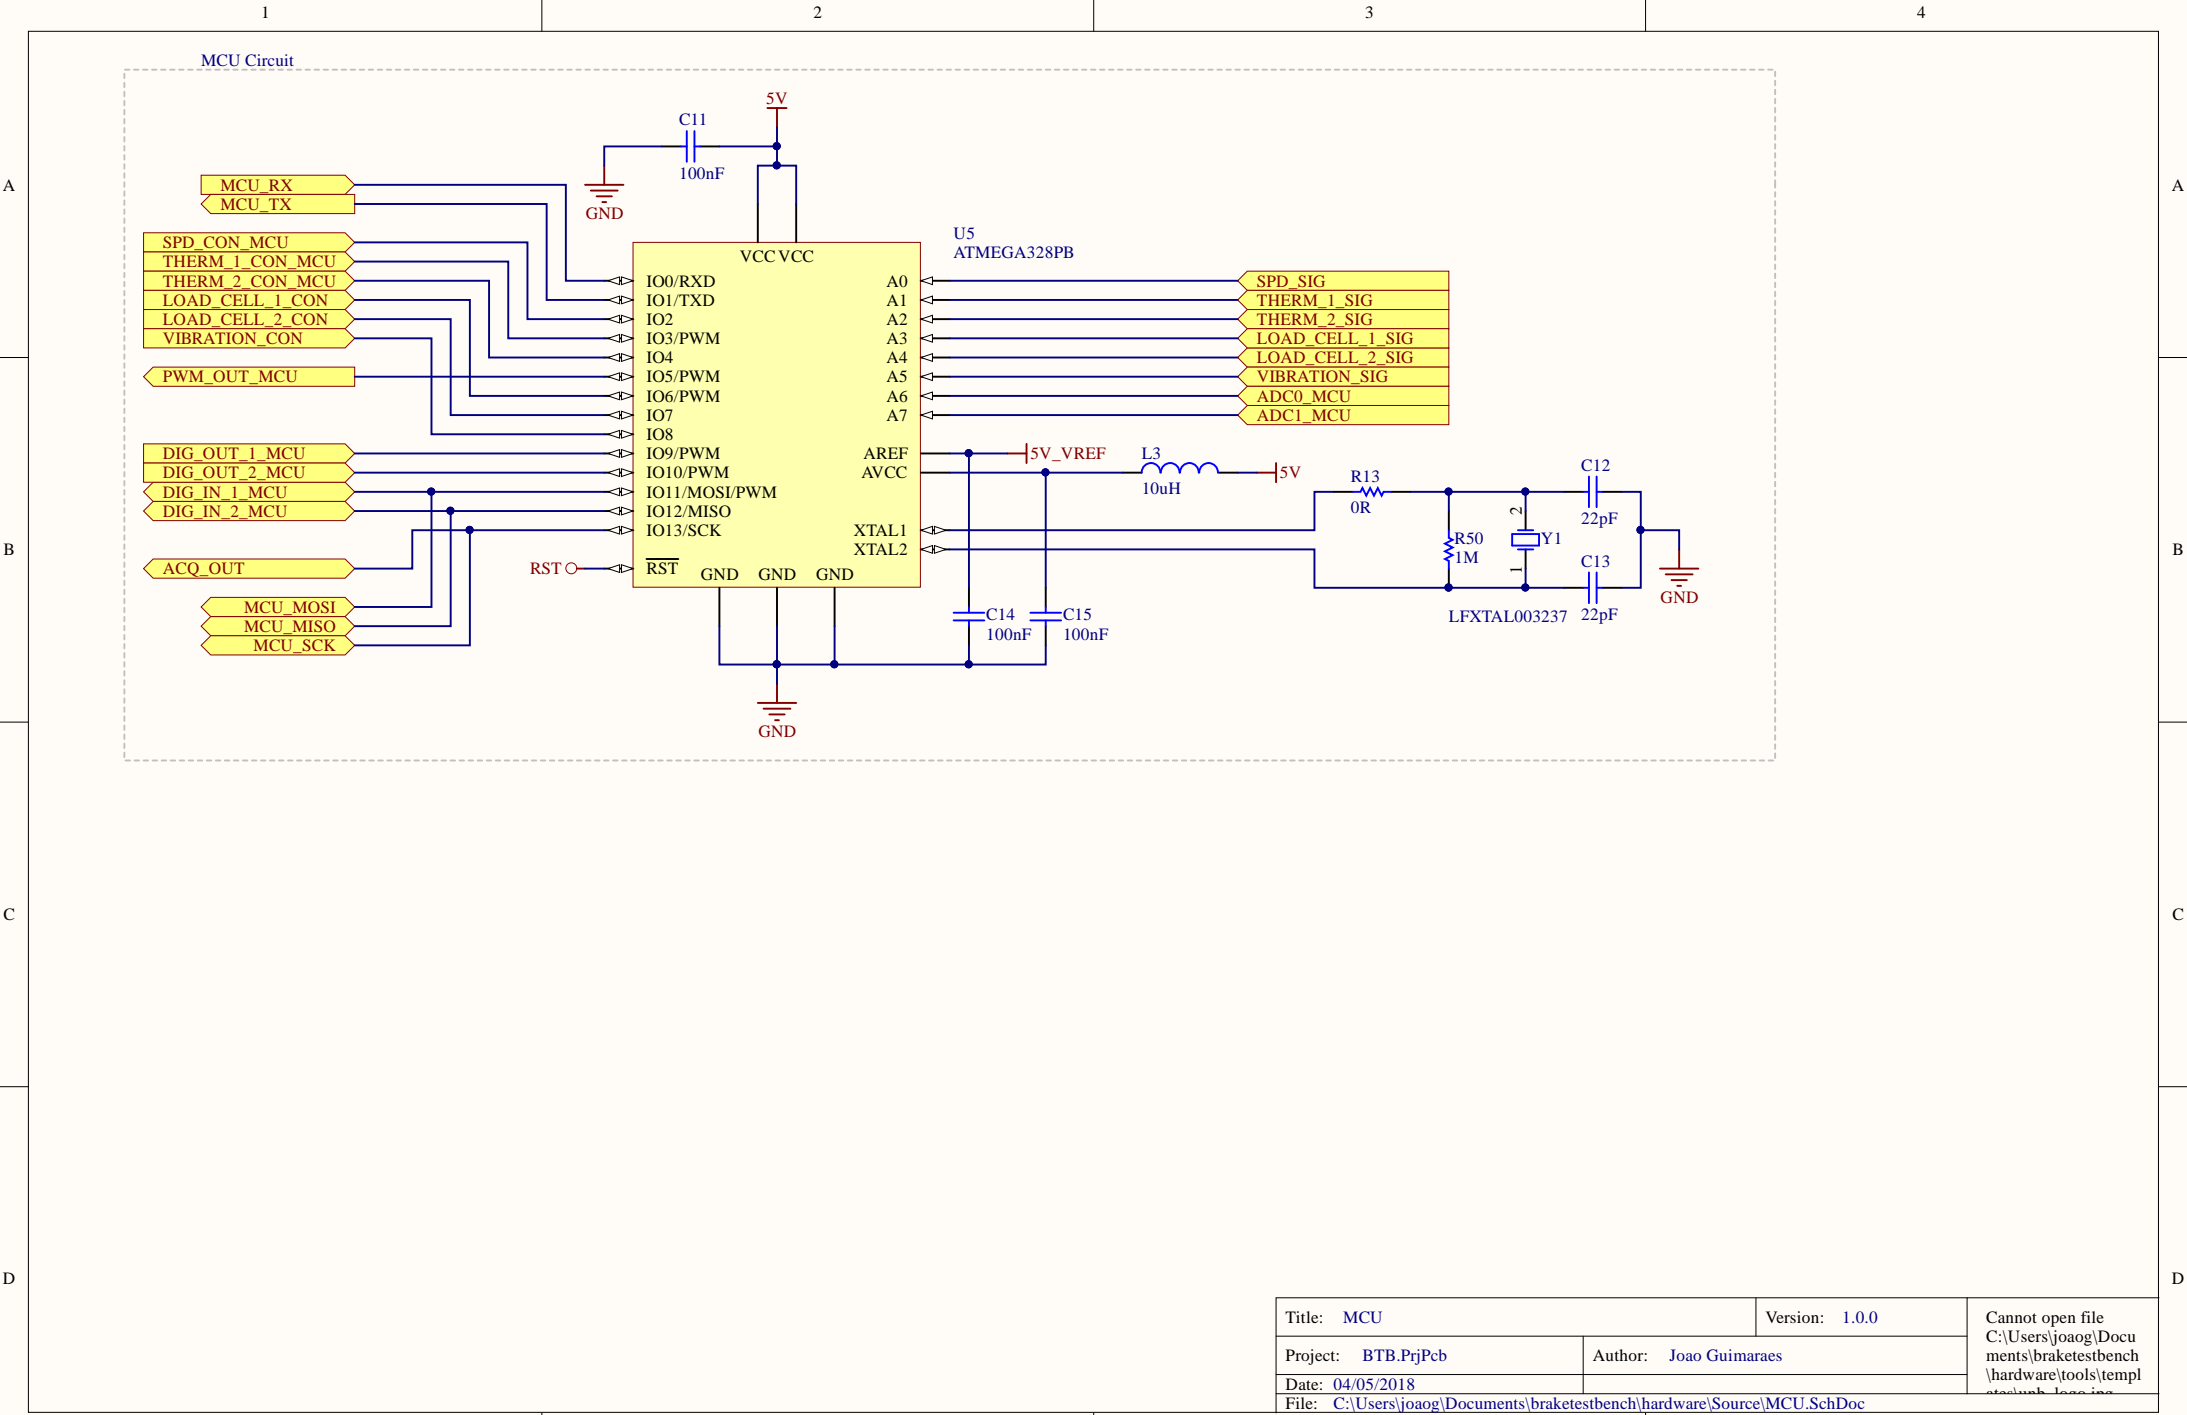 1 2 3 4
MCU Circuit
5V
C11
100nF
GND
A A
MCU_RX
MCU_TX
SPD_CON_MCU
THERM_1_CON_MCU
THERM_2_CON_MCU
LOAD_CELL_1_CON
LOAD_CELL_2_CON
VIBRATION_CON
PWM_OUT_MCU
DIG_OUT_1_MCU
DIG_OUT_2_MCU
DIG_IN_1_MCU
DIG_IN_2_MCU
ACQ_OUT
MCU_MOSI
MCU_MISO
MCU_SCK
RST
U5
ATMEGA328PB
VCC VCC
IO0/RXD
IO1/TXD
IO2
IO3/PWM
IO4
IO5/PWM
IO6/PWM
IO7
IO8
IO9/PWM
IO10/PWM
IO11/MOSI/PWM
IO12/MISO
IO13/SCK
RST
GND GND GND
A0
A1
A2
A3
A4
A5
A6
A7
AREF
AVCC
XTAL1
XTAL2
SPD_SIG
THERM_1_SIG
THERM_2_SIG
LOAD_CELL_1_SIG
LOAD_CELL_2_SIG
VIBRATION_SIG
ADC0_MCU
ADC1_MCU
5V_VREF
L3
10uH
5V
R13
0R
C12
22pF
2
R50
1M
Y1
1
C13
22pF
LFXTAL003237
GND
B B
C14
100nF
C15
100nF
GND
C C
D D
Title: MCU
Version: 1.0.0
Project: BTB.PrjPcb
Author: Joao Guimaraes
Date: 04/05/2018
File: C:\Users\joaog\Documents\braketestbench\hardware\Source\MCU.SchDoc
Cannot open file
C:\Users\joaog\Docu
ments\braketestbench
\hardware\tools\templ